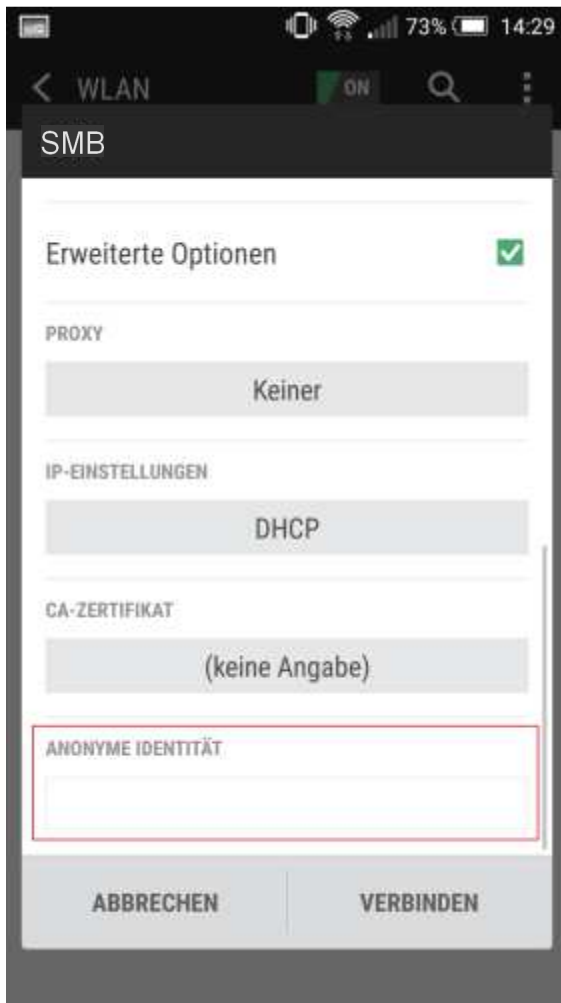 73% 14:29
WLAN ON
SMB
Erweiterte Optionen
PROXY
Keiner
IP-EINSTELLUNGEN
DHCP
CA-ZERTIFIKAT
(keine Angabe)
ANONYME IDENTITÄT
ABBRECHEN VERBINDEN